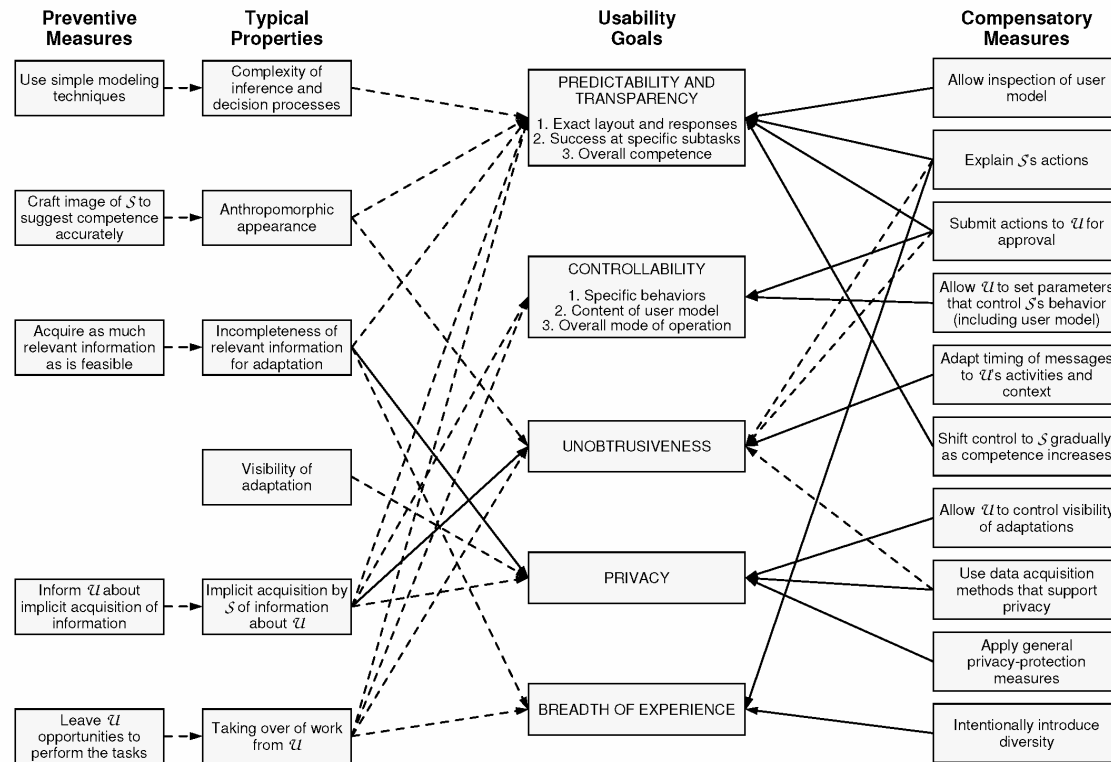 Preventive
Measures
Typical
Properties
Usability
Goals
Compensatory
Measures
Use simple modeling
techniques
Craft image of 𝒮 to
suggest competence
accurately
Acquire as much
relevant information
as is feasible
Inform 𝒰 about
implicit acquisition of
information
Leave 𝒰
opportunities to
perform the tasks
Complexity of
inference and
decision processes
Anthropomorphic
appearance
Incompleteness of
relevant information
for adaptation
Visibility of
adaptation
Implicit acquisition by
𝒮 of information
about 𝒰
Taking over of work
from 𝒰
PREDICTABILITY AND
TRANSPARENCY
1. Exact layout and responses
2. Success at specific subtasks
3. Overall competence
CONTROLLABILITY
1. Specific behaviors
2. Content of user model
3. Overall mode of operation
UNOBTRUSIVENESS
PRIVACY
BREADTH OF EXPERIENCE
Allow inspection of user
model
Explain 𝒮's actions
Submit actions to 𝒰 for
approval
Allow 𝒰 to set parameters
that control 𝒮's behavior
(including user model)
Adapt timing of messages
to 𝒰's activities and
context
Shift control to 𝒮 gradually
as competence increases
Allow 𝒰 to control visibility
of adaptations
Use data acquisition
methods that support
privacy
Apply general
privacy-protection
measures
Intentionally introduce
diversity